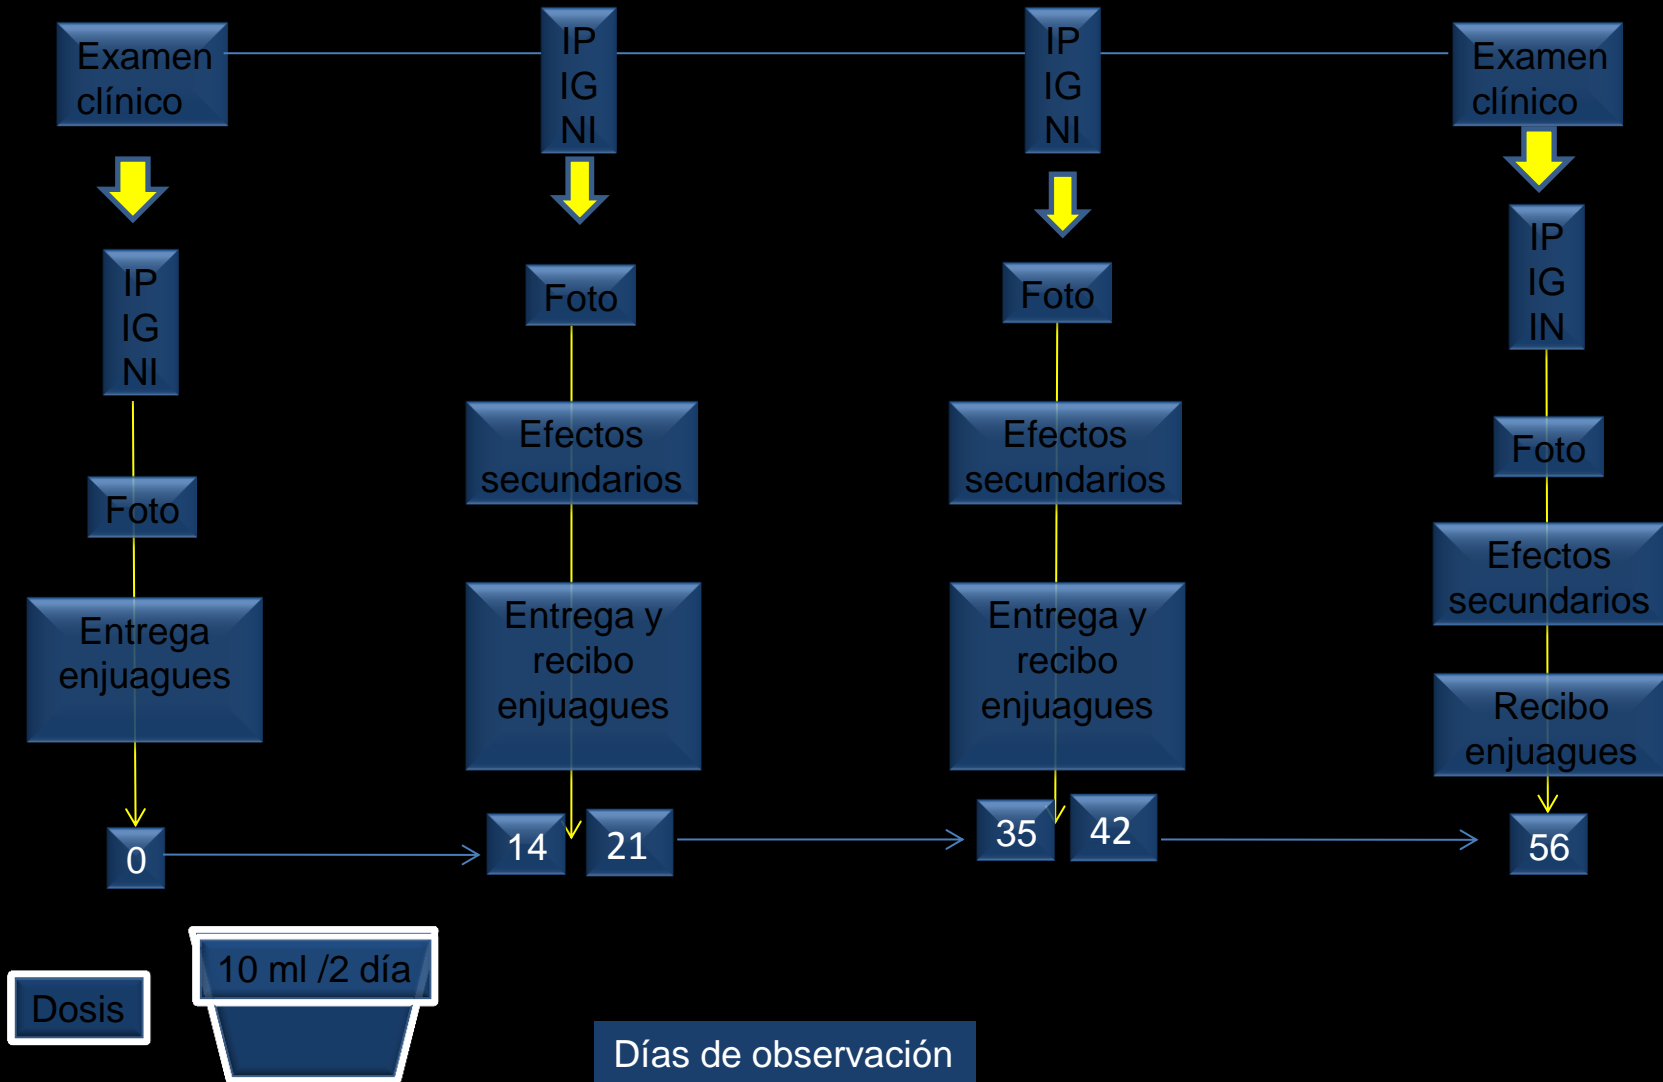 Examen
clínico
IP
IG
NI
Foto
Entrega
enjuagues
0
IP
IG
NI
Foto
Efectos
secundarios
Entrega y
recibo
enjuagues
14
21
IP
IG
NI
Foto
Efectos
secundarios
Entrega y
recibo
enjuagues
35
42
Examen
clínico
IP
IG
IN
Foto
Efectos
secundarios
Recibo
enjuagues
56
Dosis
10 ml /2 día
Días de observación